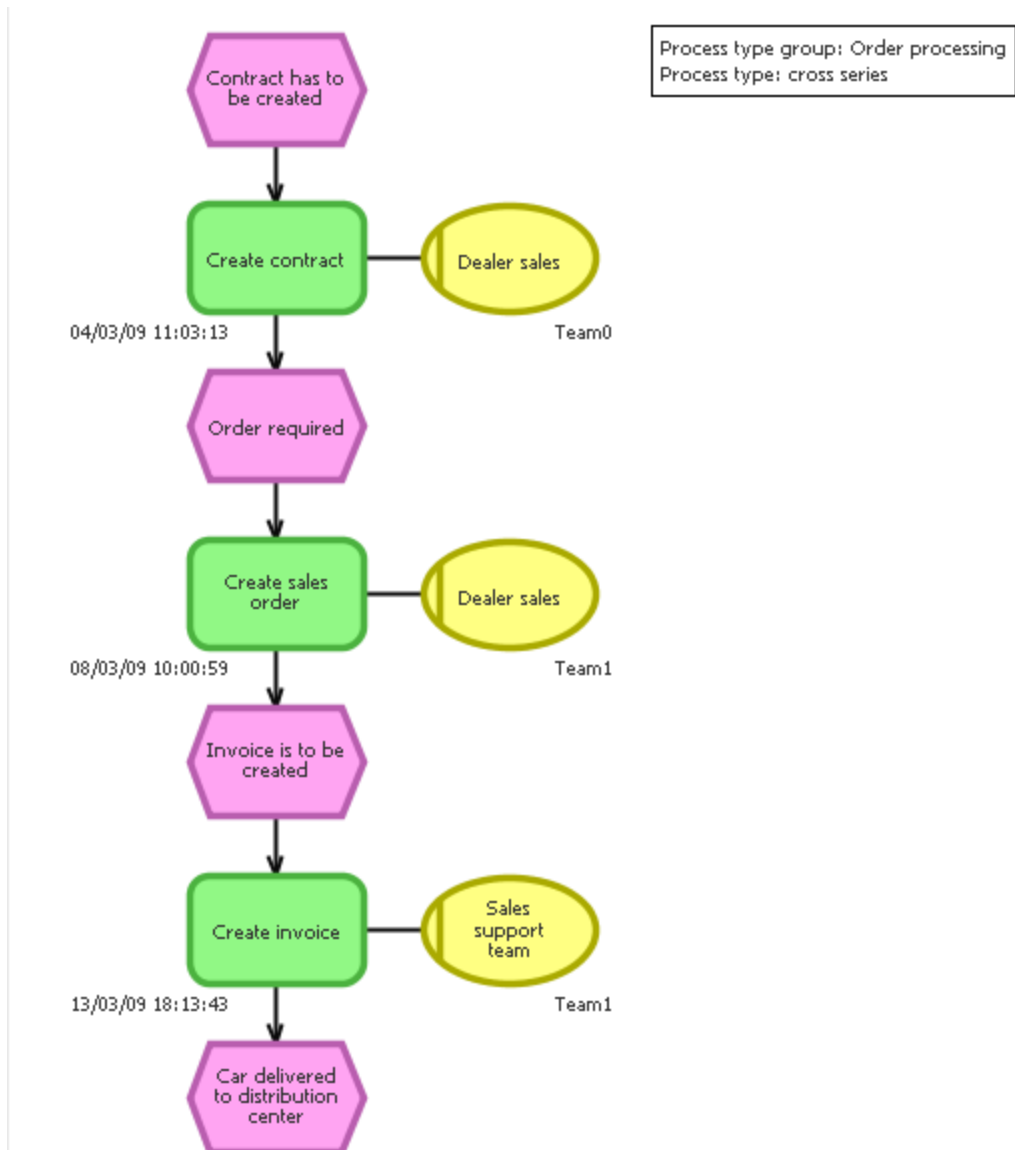 Process type group: Order processing
Process type: cross series
Contract has to
be created
Create contract
Dealer sales
04/03/09 11:03:13
Team0
Order required
Create sales
order
Dealer sales
08/03/09 10:00:59
Team1
Invoice is to be
created
Create invoice
Sales
support
team
13/03/09 18:13:43
Team1
Car delivered
to distribution
center